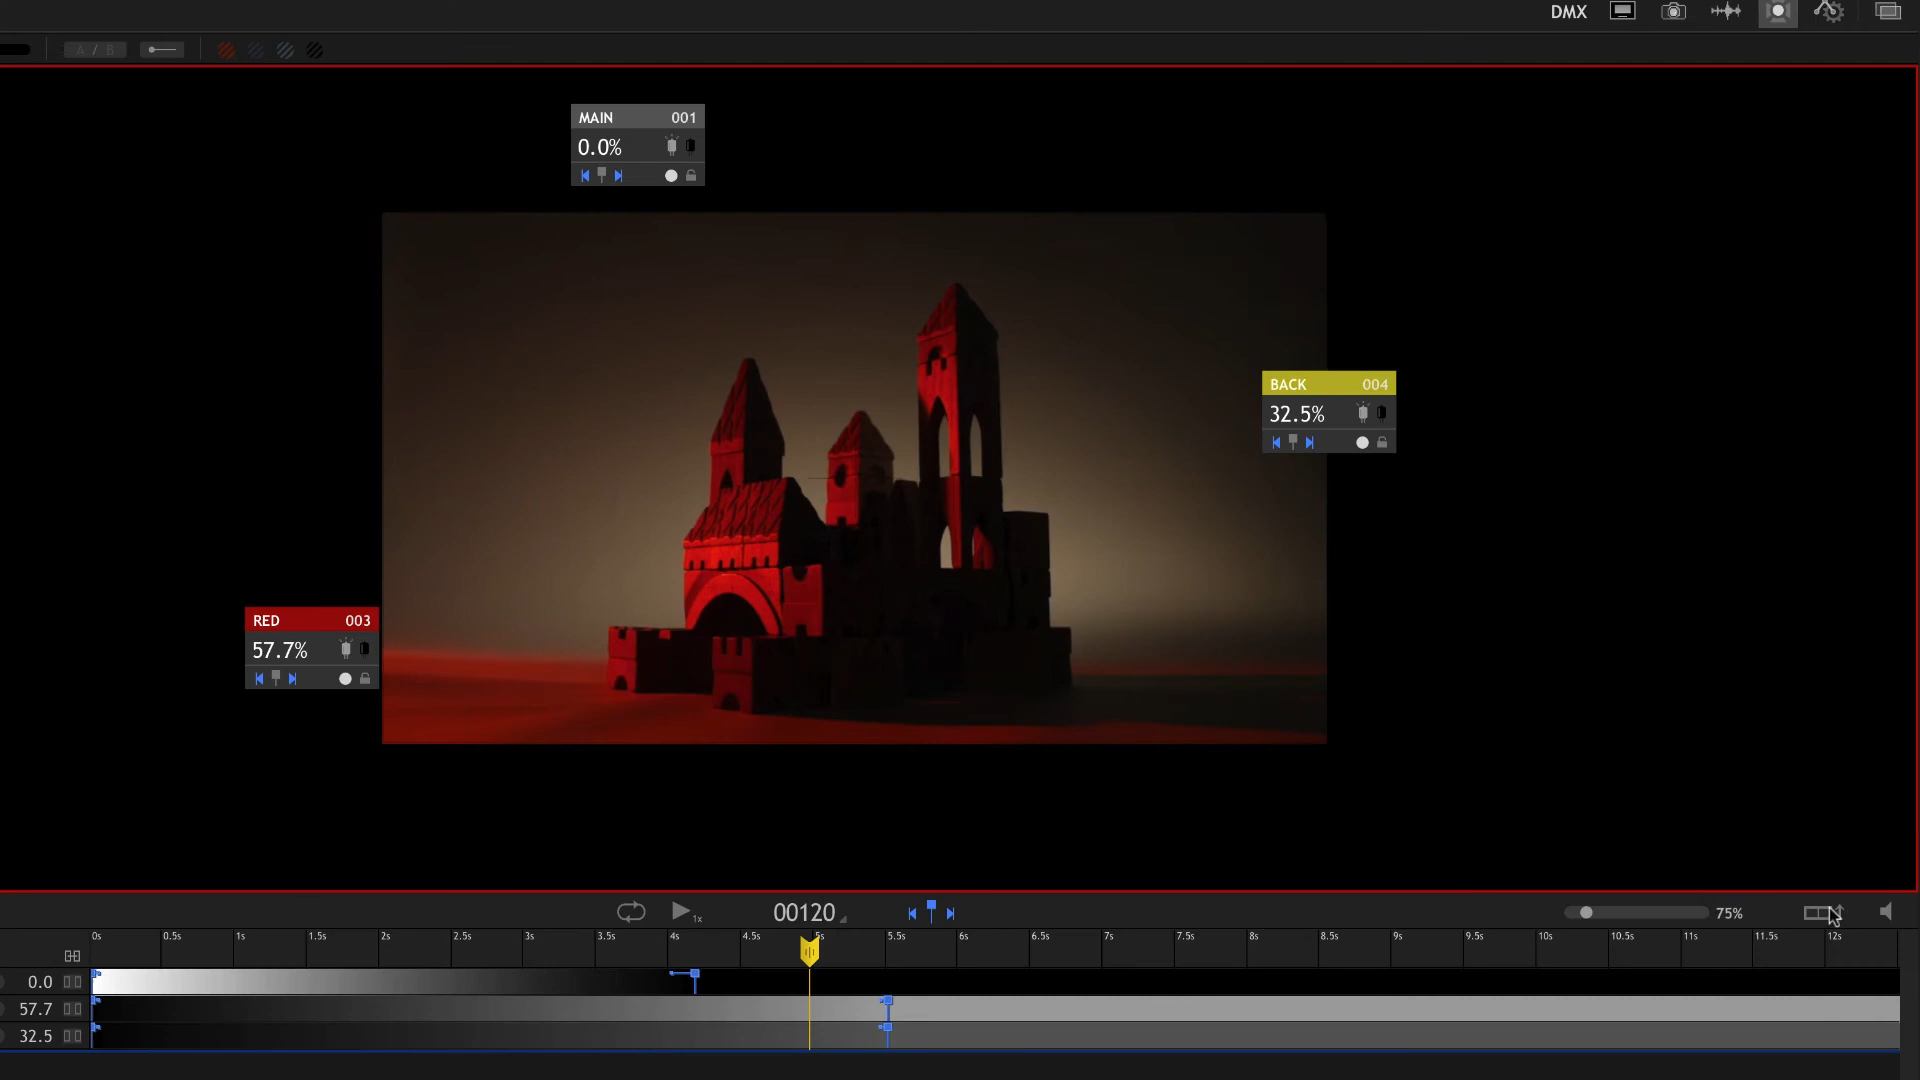 DMX
A / B
MAIN 001
0.0%
BACK 004
32.5%
RED 003
57.7%
1x 00120 75%
0s 0.5s 1s 1.5s 2s 2.5s 3s 3.5s 4s 4.5s 5s 5.5s 6s 6.5s 7s 7.5s 8s 8.5s 9s 9.5s 10s 10.5s 11s 11.5s 12s
0.0
57.7
32.5